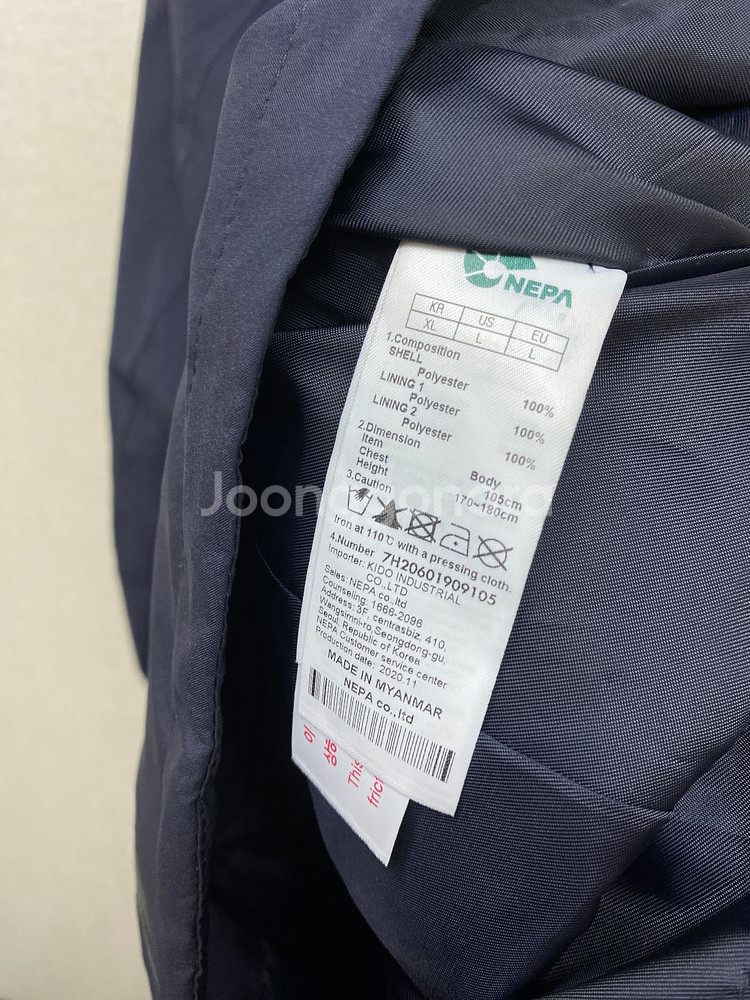 NEPA
KR US EU
XL L L
1.Composition
SHELL
Polyester 100%
LINING 1
Polyester 100%
LINING 2
Polyester 100%
2.Dimension
Item Body
Chest 105cm
Height 170~180cm
3.Caution
Iron at 110℃ with a pressing cloth.
4.Number 7H20601909105
Importer: KIDO INDUSTRIAL
CO.,LTD
Sales: NEPA co.,ltd
Counseling: 1666-2096
Address: 3F, centrasbiz, 410,
Wangsimni-ro,Seongdong-gu,
Seoul, Republic of Korea
NEPA Customer service center
Production date: 2020.11
MADE IN MYANMAR
NEPA co.,ltd
이
This
frict